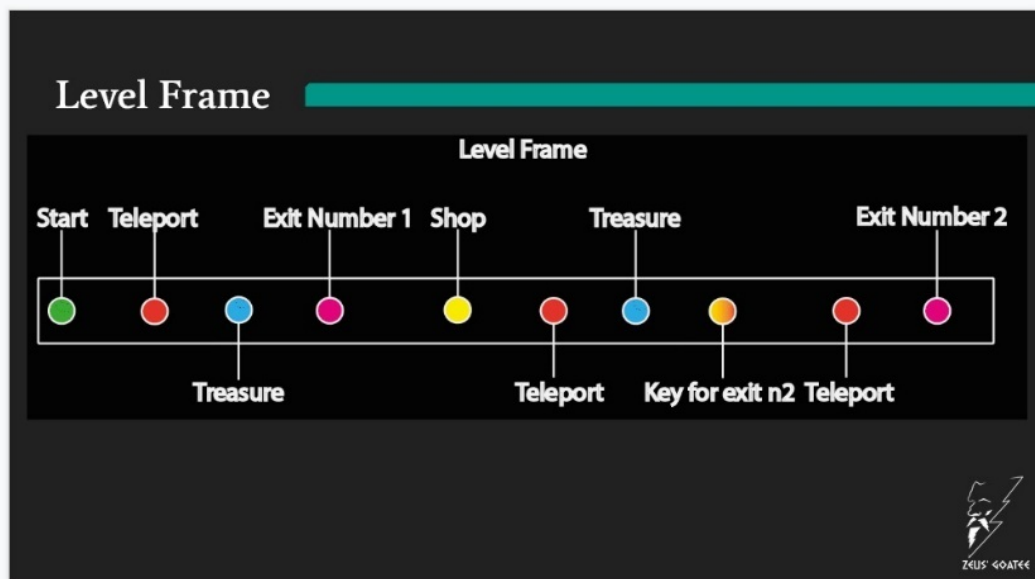 Level Frame
Level Frame
Start Teleport Exit Number 1 Shop Treasure Exit Number 2
Treasure Teleport Key for exit n2 Teleport
ZEUS' GOATEE